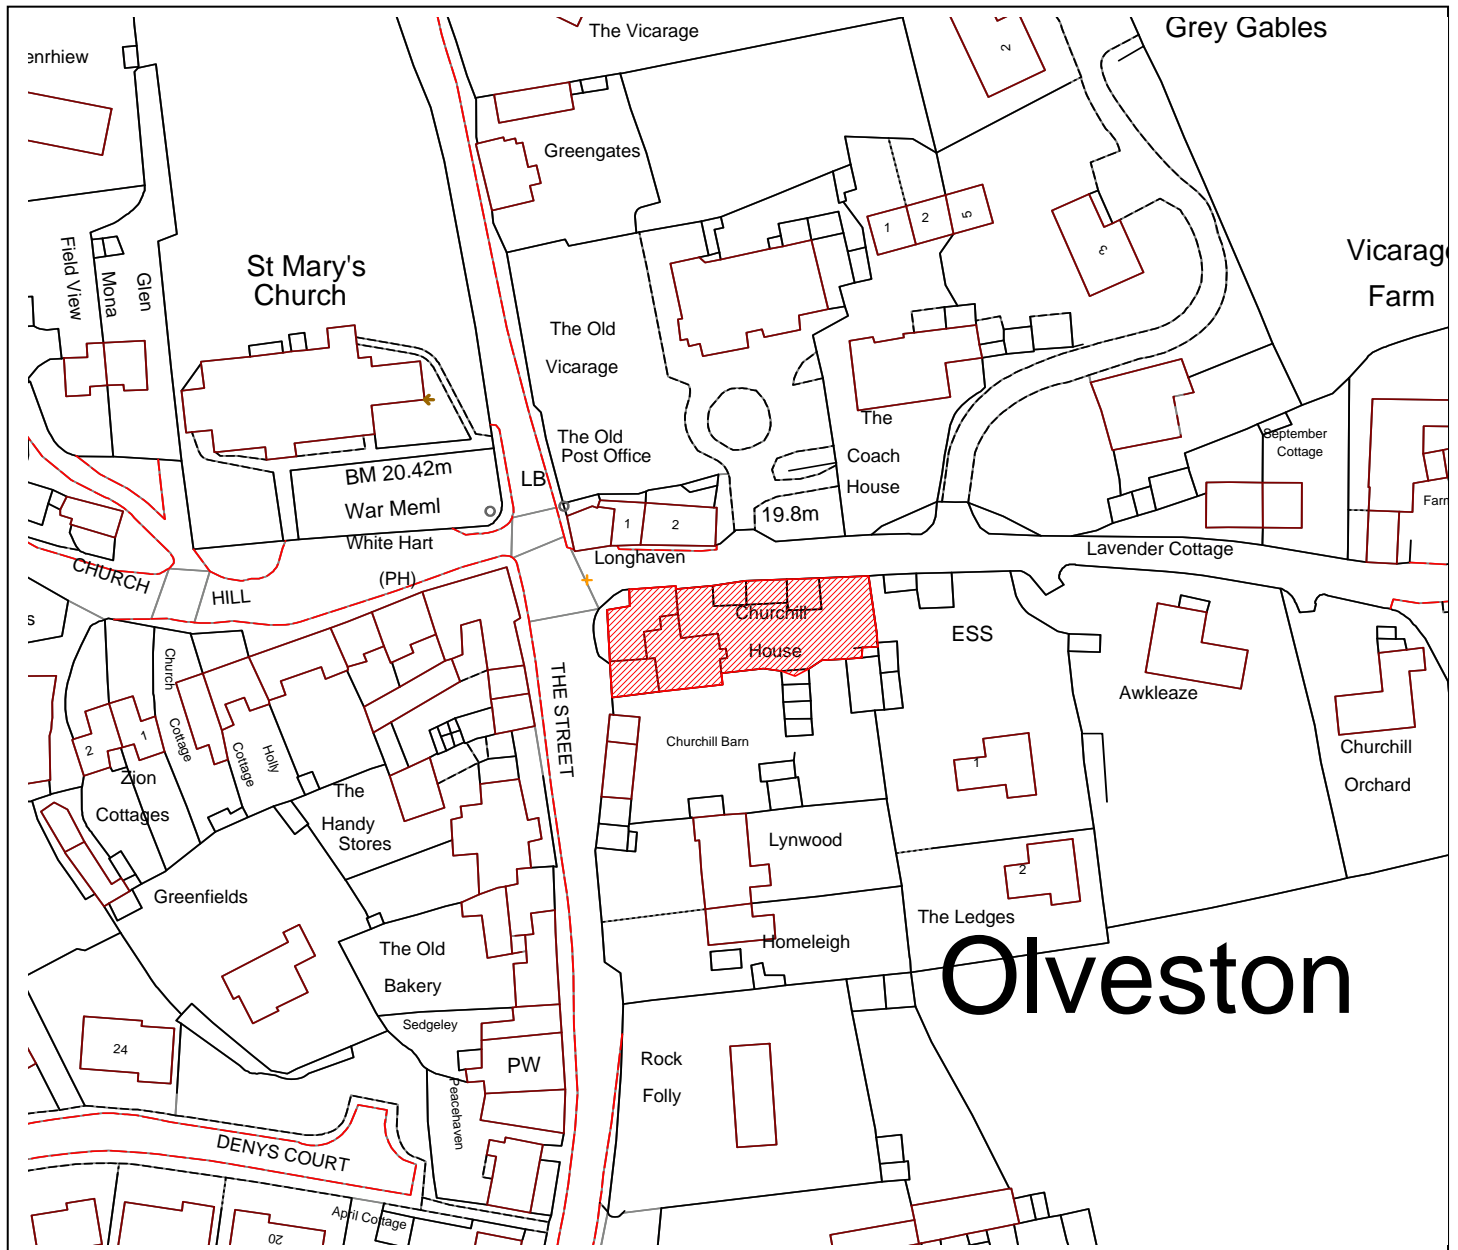 The Vicarage
Grey Gables
enrhiew
2
Greengates
1
2
5
3
Field View
Mona
Glen
St Mary's
Church
Vicarage
Farm
The Old
Vicarage
The
Coach
House
The Old
Post Office
September
Cottage
BM 20.42m
LB
War Meml
19.8m
Farm
White Hart
(PH)
1
2
Longhaven
Lavender Cottage
CHURCH
HILL
Churchill
House
ESS
s
Church
Cottage
Holly
Cottage
THE STREET
Awkleaze
2
1
Zion
Cottages
Churchill Barn
1
Churchill
Orchard
The
Handy
Stores
Lynwood
2
Greenfields
The Ledges
The Old
Bakery
Homeleigh
Olveston
Sedgeley
24
PW
Rock
Folly
Peacehaven
DENYS COURT
April Cottage
20